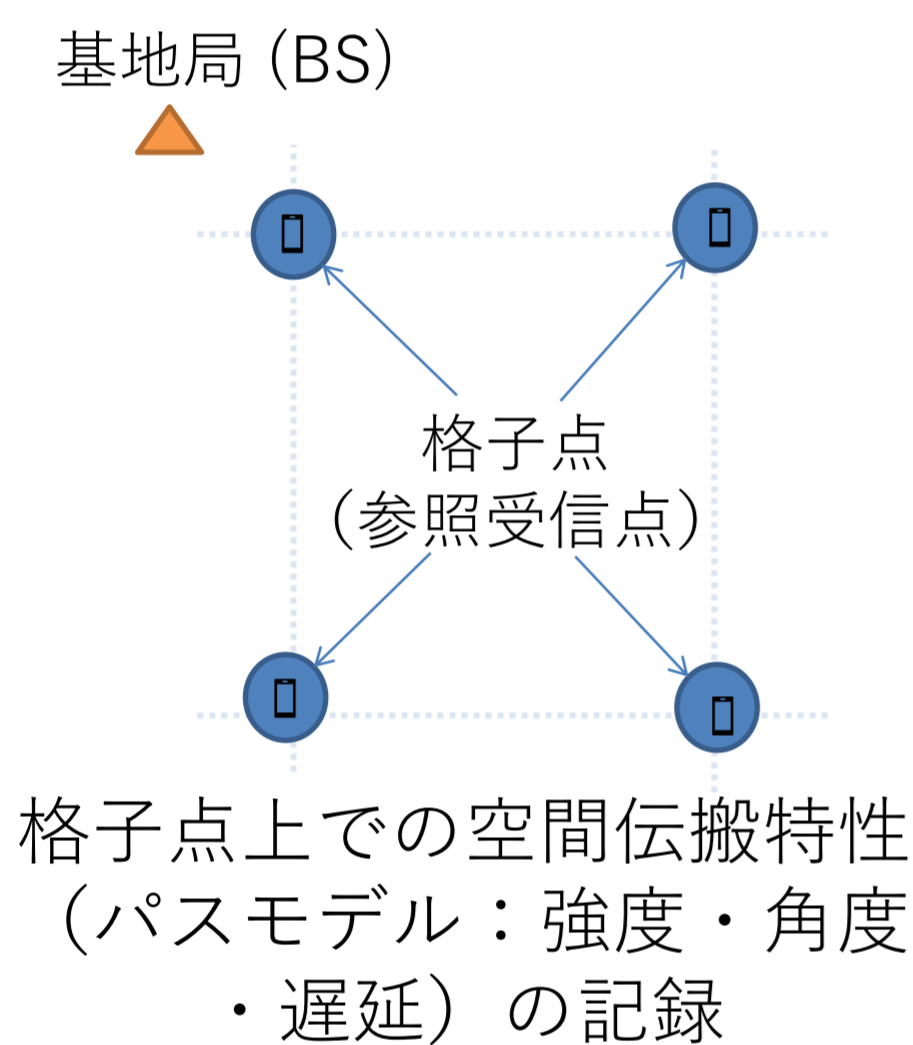 基地局 (BS)
格子点
（参照受信点）
格子点上での空間伝搬特性
（パスモデル：強度・角度
・遅延）の記録